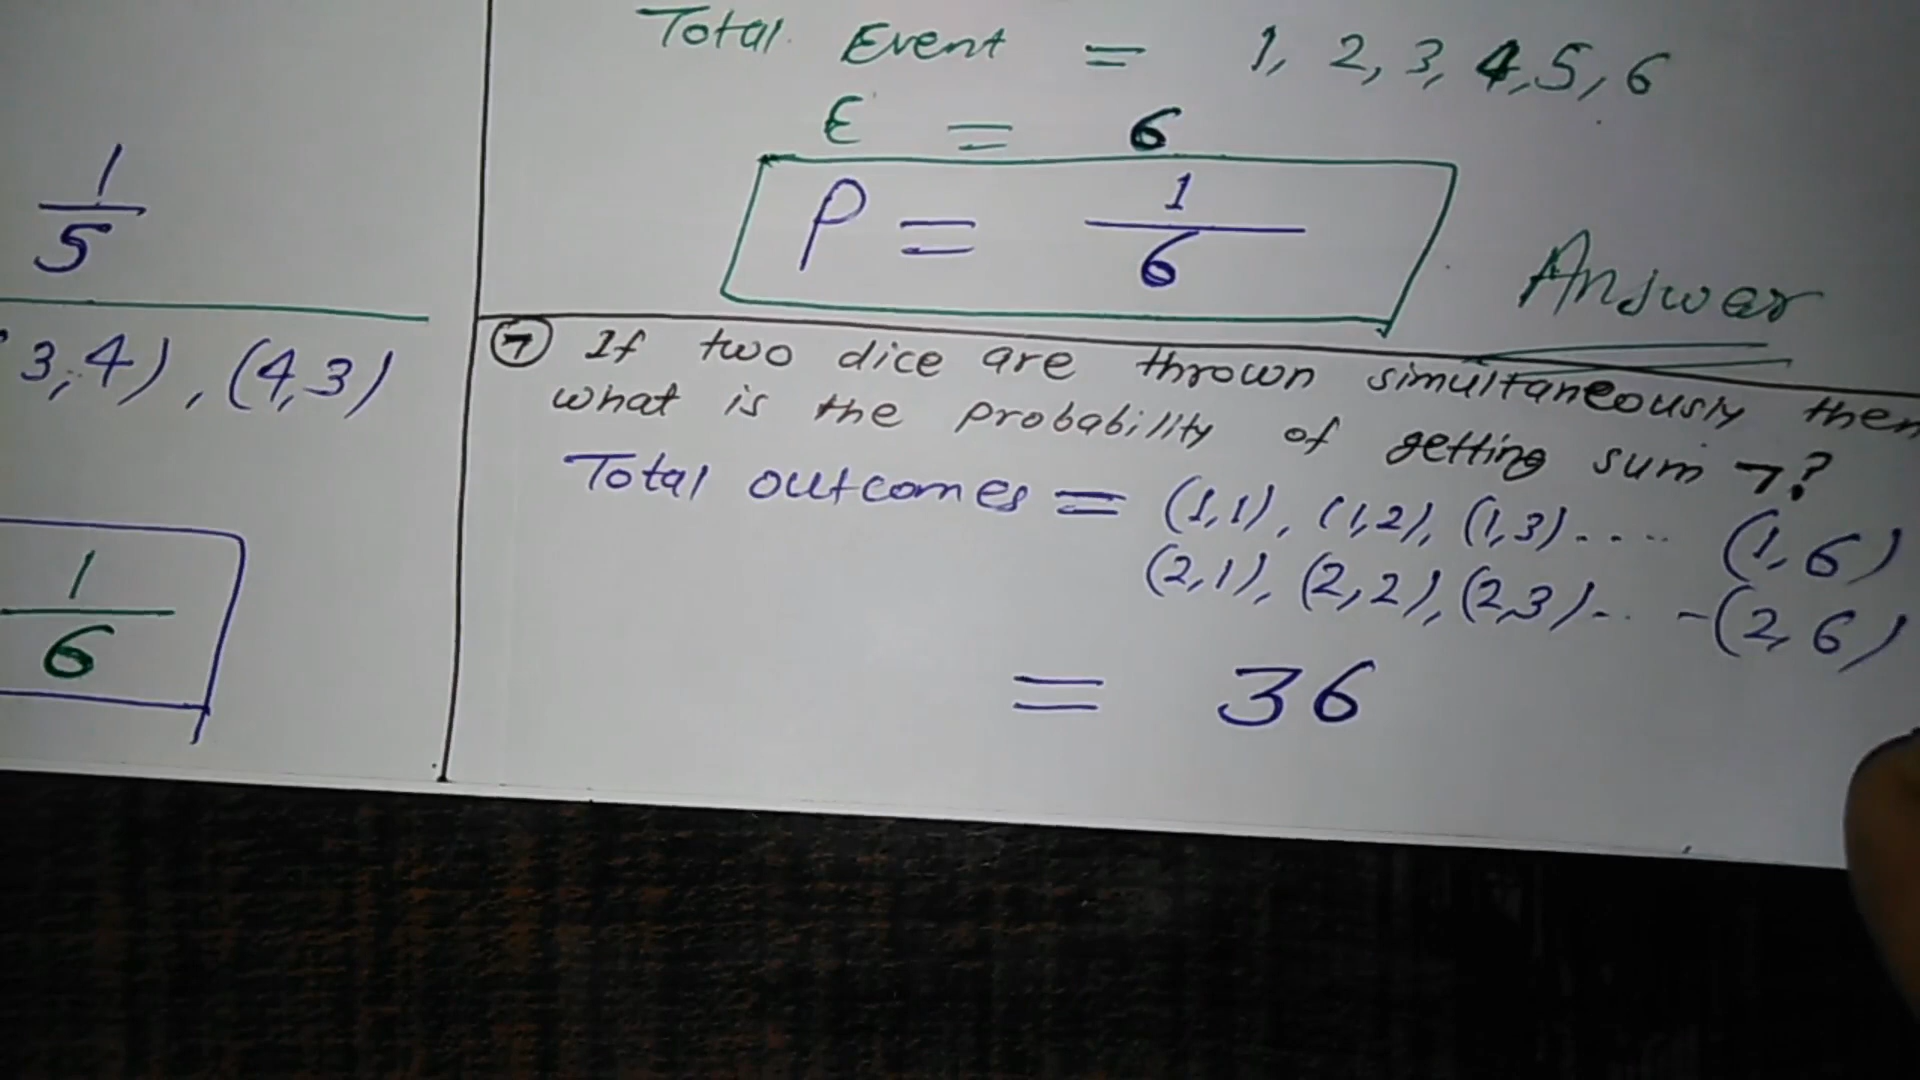 1
5
3,4), (4,3)
1
6
Total Event = 1, 2, 3, 4, 5, 6
E = 6
P = 1
6
Answer
7 If two dice are thrown simultaneously then
what is the probability of getting sum 7?
Total outcomes = (1,1), (1,2), (1,3)..... (1,6)
(2,1), (2,2), (2,3)-.. -(2,6)
= 36